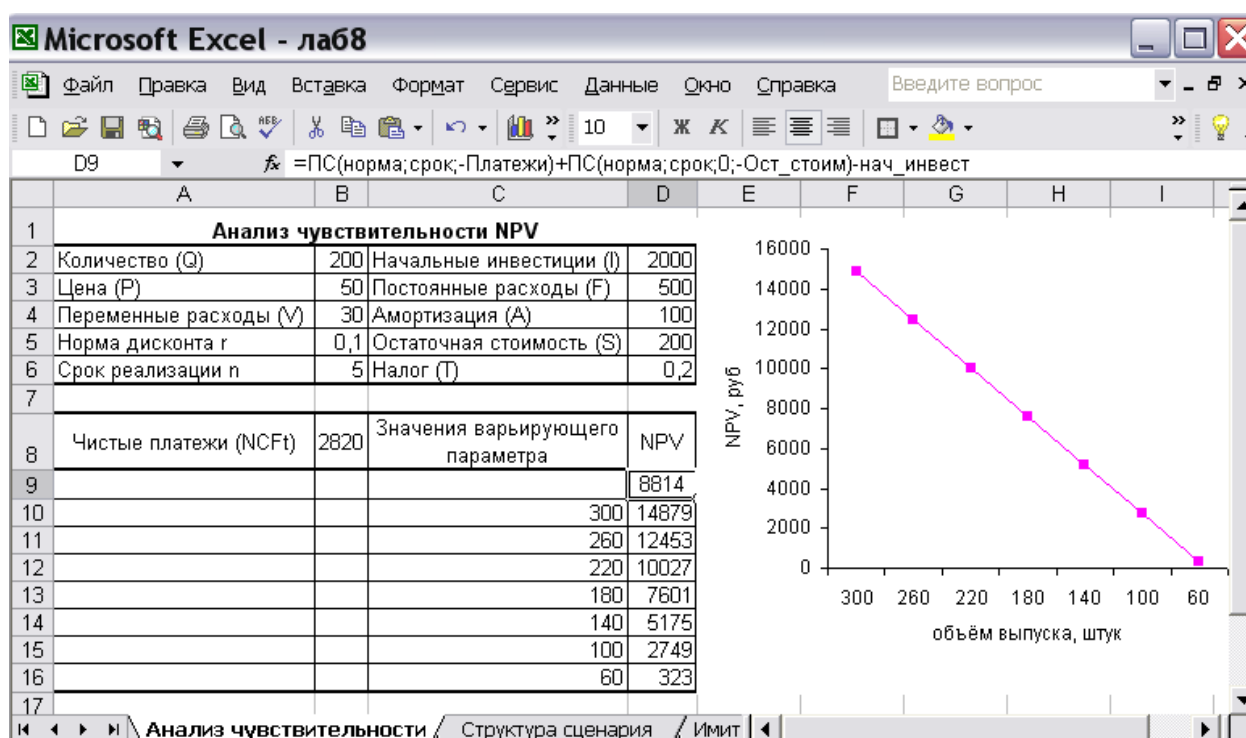 Microsoft Excel - лаб8
Файл Правка Вид Вставка Формат Сервис Данные Окно Справка Введите вопрос
10 Ж К
D9 fx =ПС(норма;срок;-Платежи)+ПС(норма;срок;0;-Ост_стоим)-нач_инвест
A B C D E F G H I
1 Анализ чувствительности NPV
2 Количество (Q) 200 Начальные инвестиции (I) 2000
3 Цена (P) 50 Постоянные расходы (F) 500
4 Переменные расходы (V) 30 Амортизация (A) 100
5 Норма дисконта r 0,1 Остаточная стоимость (S) 200
6 Срок реализации n 5 Налог (T) 0,2
7
8 Чистые платежи (NCFt) 2820 Значения варьирующего параметра NPV
9 8814
10 300 14879
11 260 12453
12 220 10027
13 180 7601
14 140 5175
15 100 2749
16 60 323
17
NPV, руб
16000
14000
12000
10000
8000
6000
4000
2000
0
300 260 220 180 140 100 60
объём выпуска, штук
Анализ чувствительности Структура сценария Имит